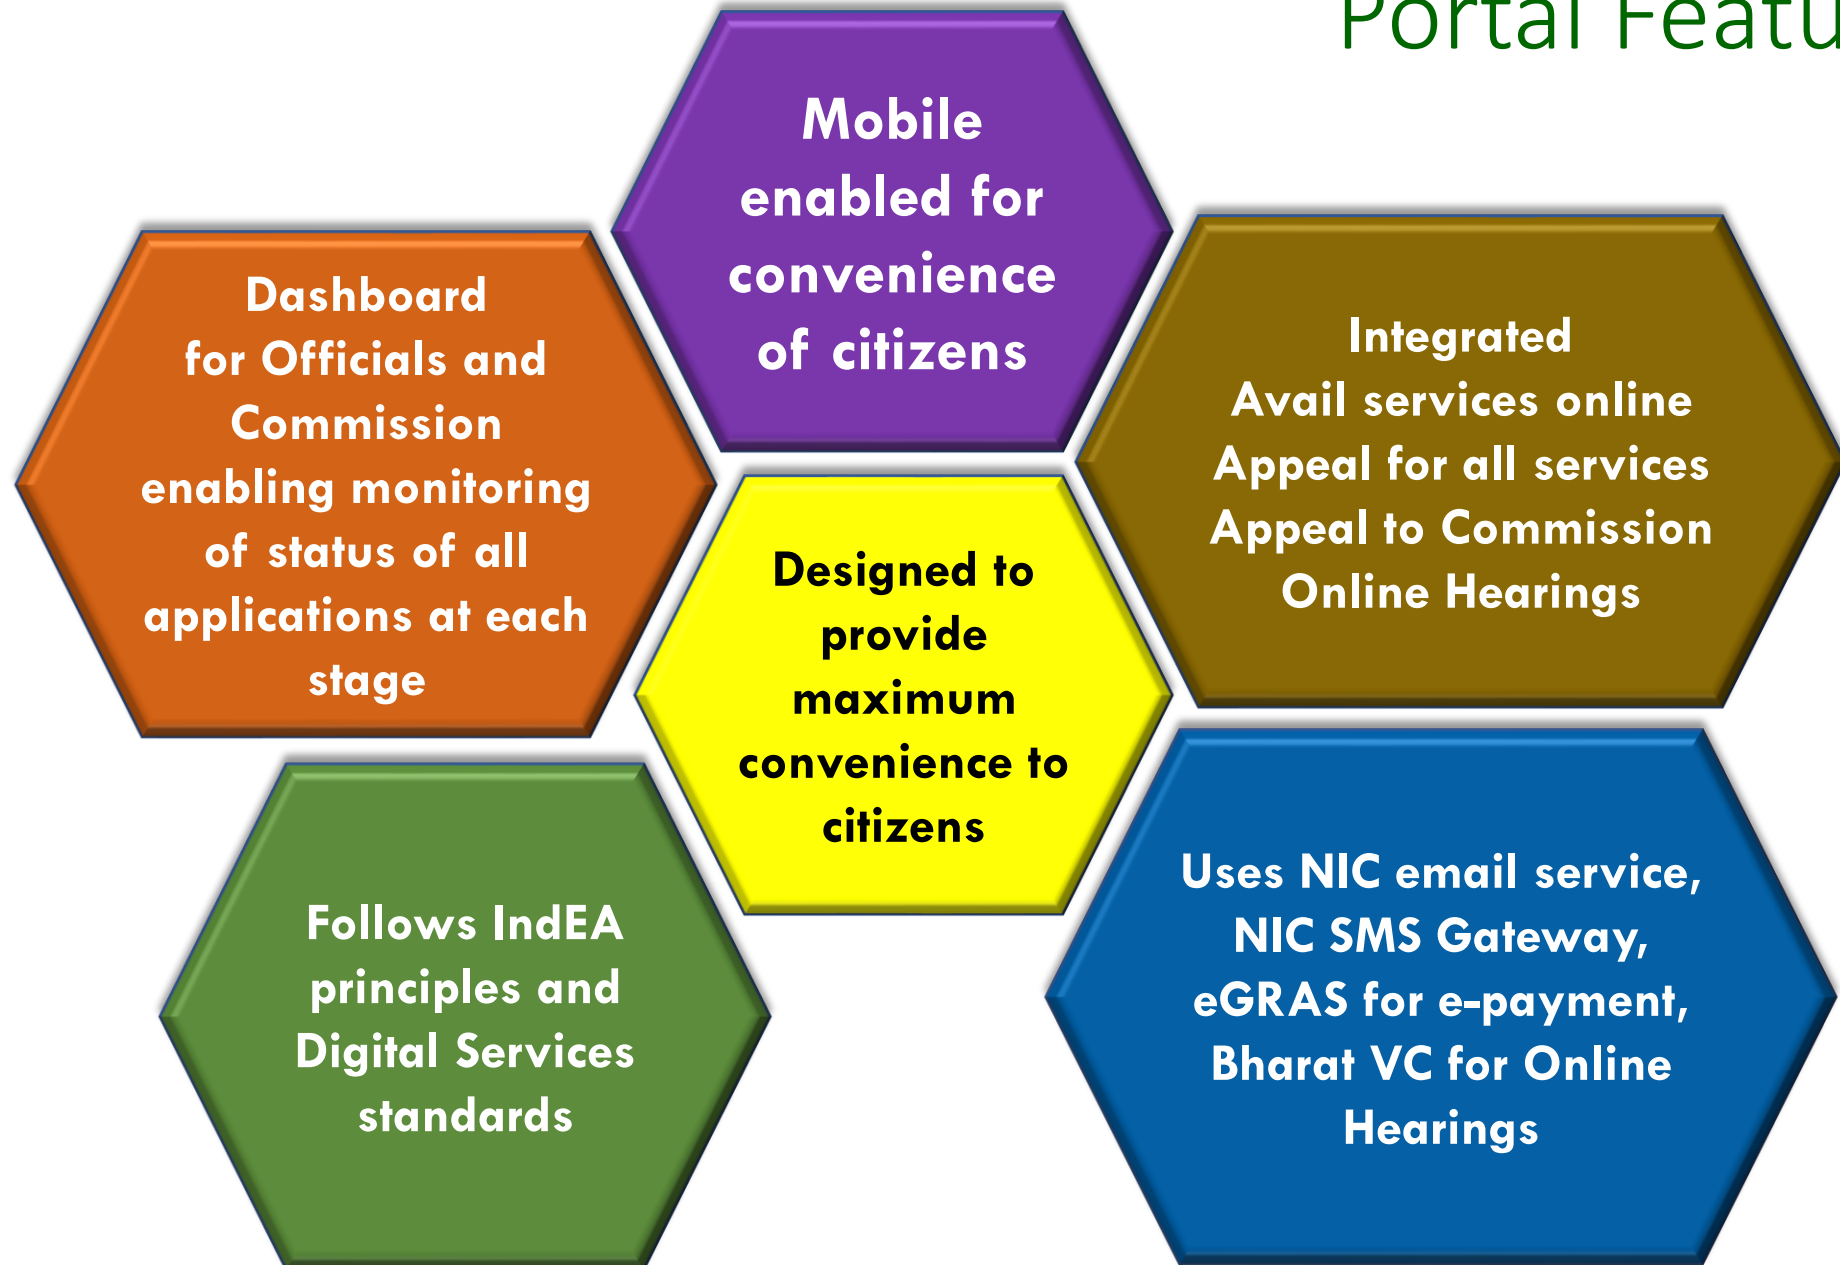 Portal Featu
Mobile
enabled for
convenience
of citizens
Dashboard
for Officials and
Commission
enabling monitoring
of status of all
applications at each
stage
Integrated
Avail services online
Appeal for all services
Appeal to Commission
Online Hearings
Designed to
provide
maximum
convenience to
citizens
Follows IndEA
principles and
Digital Services
standards
Uses NIC email service,
NIC SMS Gateway,
eGRAS for e-payment,
Bharat VC for Online
Hearings